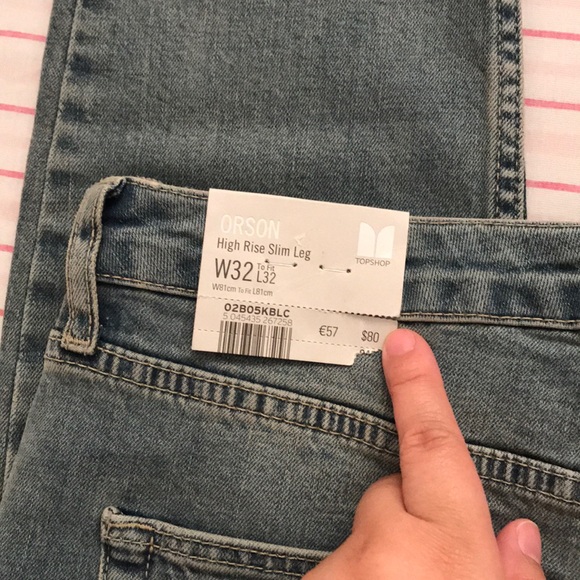 ORSON
High Rise Slim Leg
W32 To Fit L32
W81cm To Fit L81cm
TOPSHOP
02B05KBLC
5 045435 267258
€57 $80